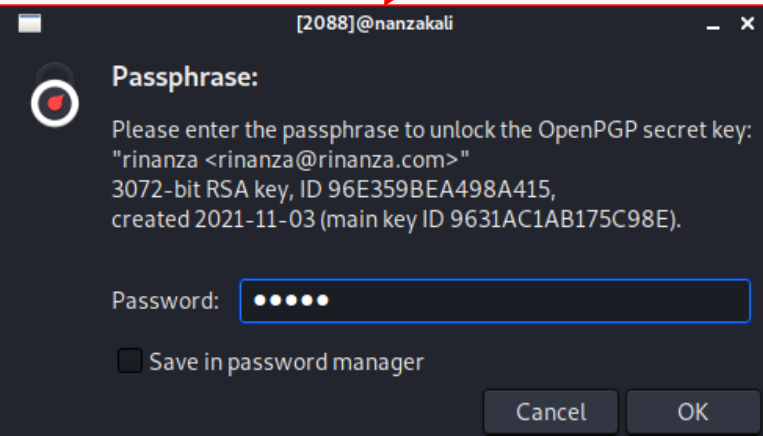 [2088]@nanzakali
Passphrase:
Please enter the passphrase to unlock the OpenPGP secret key:
"rinanza <rinanza@rinanza.com>"
3072-bit RSA key, ID 96E359BEA498A415,
created 2021-11-03 (main key ID 9631AC1AB175C98E).
Password: ●●●●●
Save in password manager
Cancel OK